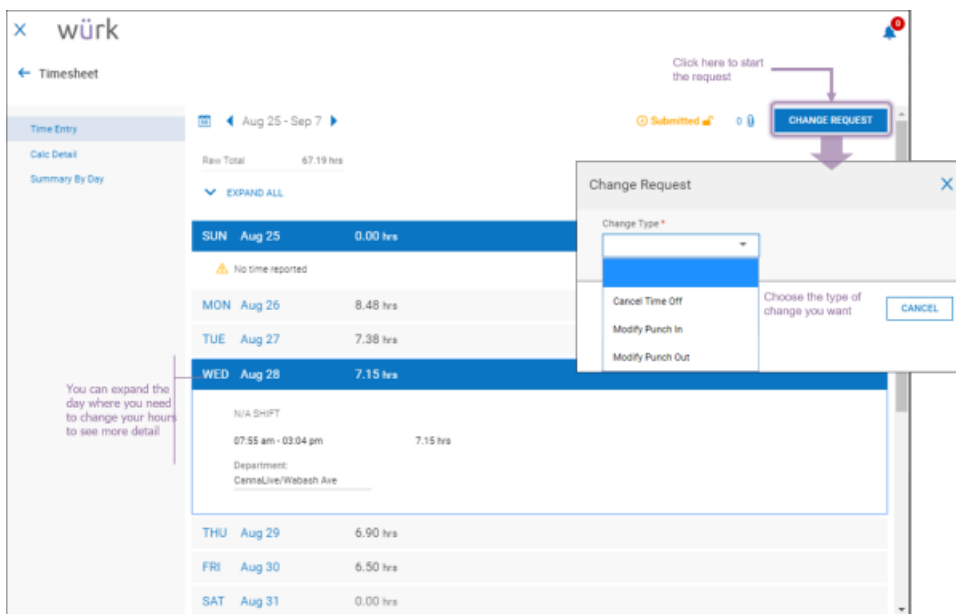 würk
0
Timesheet
Click here to start
the request
Time Entry
Calc Detail
Summary By Day
Aug 25 - Sep 7
Submitted
0
CHANGE REQUEST
Raw Total 67.19 hrs
EXPAND ALL
Change Request
Change Type *
Cancel Time Off
Modify Punch In
Modify Punch Out
Choose the type of
change you want
CANCEL
SUN Aug 25 0.00 hrs
No time reported
MON Aug 26 8.48 hrs
TUE Aug 27 7.38 hrs
WED Aug 28 7.15 hrs
You can expand the
day where you need
to change your hours
to see more detail
N/A SHIFT
07:55 am - 03:04 pm 7.15 hrs
Department:
CannaLive/Wabash Ave
THU Aug 29 6.90 hrs
FRI Aug 30 6.50 hrs
SAT Aug 31 0.00 hrs